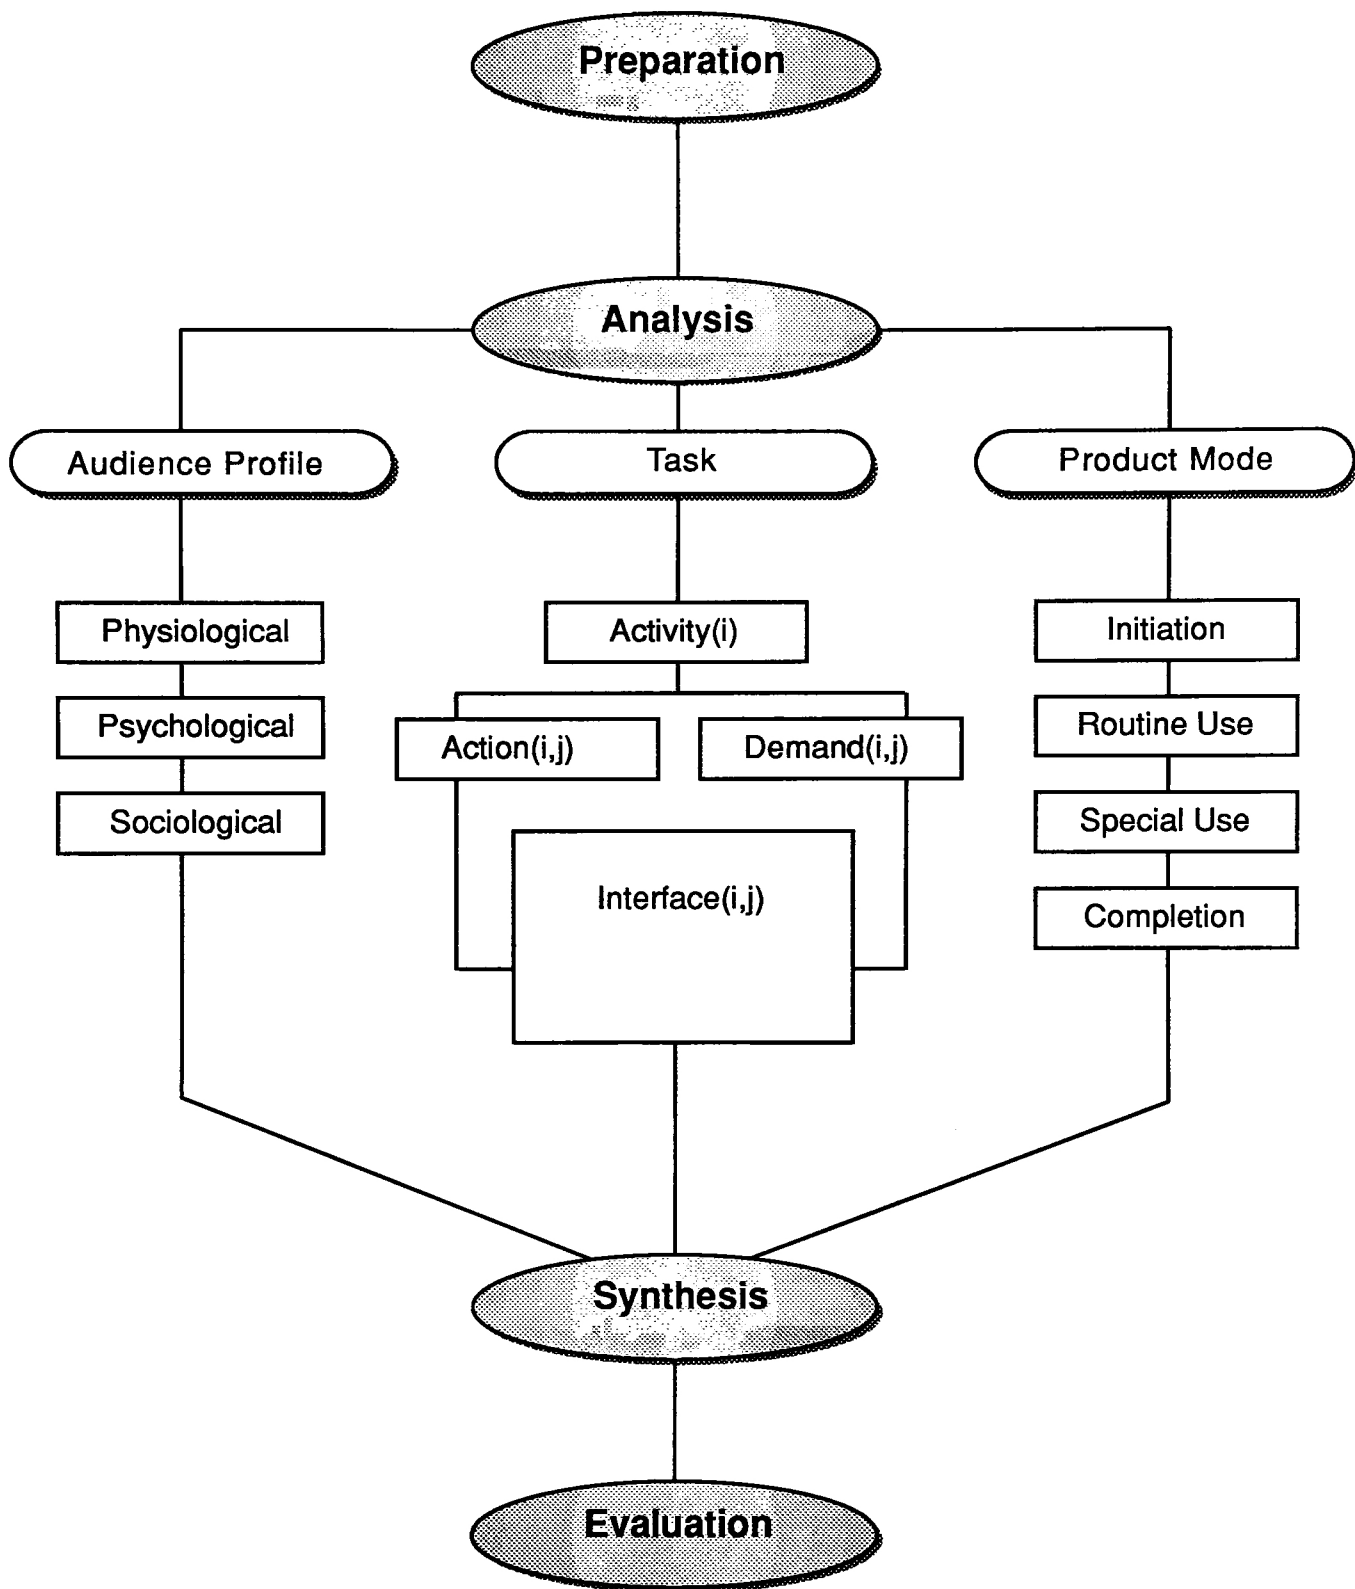 Preparation
Analysis
Audience Profile
Task
Product Mode
Physiological
Psychological
Sociological
Activity(i)
Action(i,j)
Demand(i,j)
Interface(i,j)
Initiation
Routine Use
Special Use
Completion
Synthesis
Evaluation